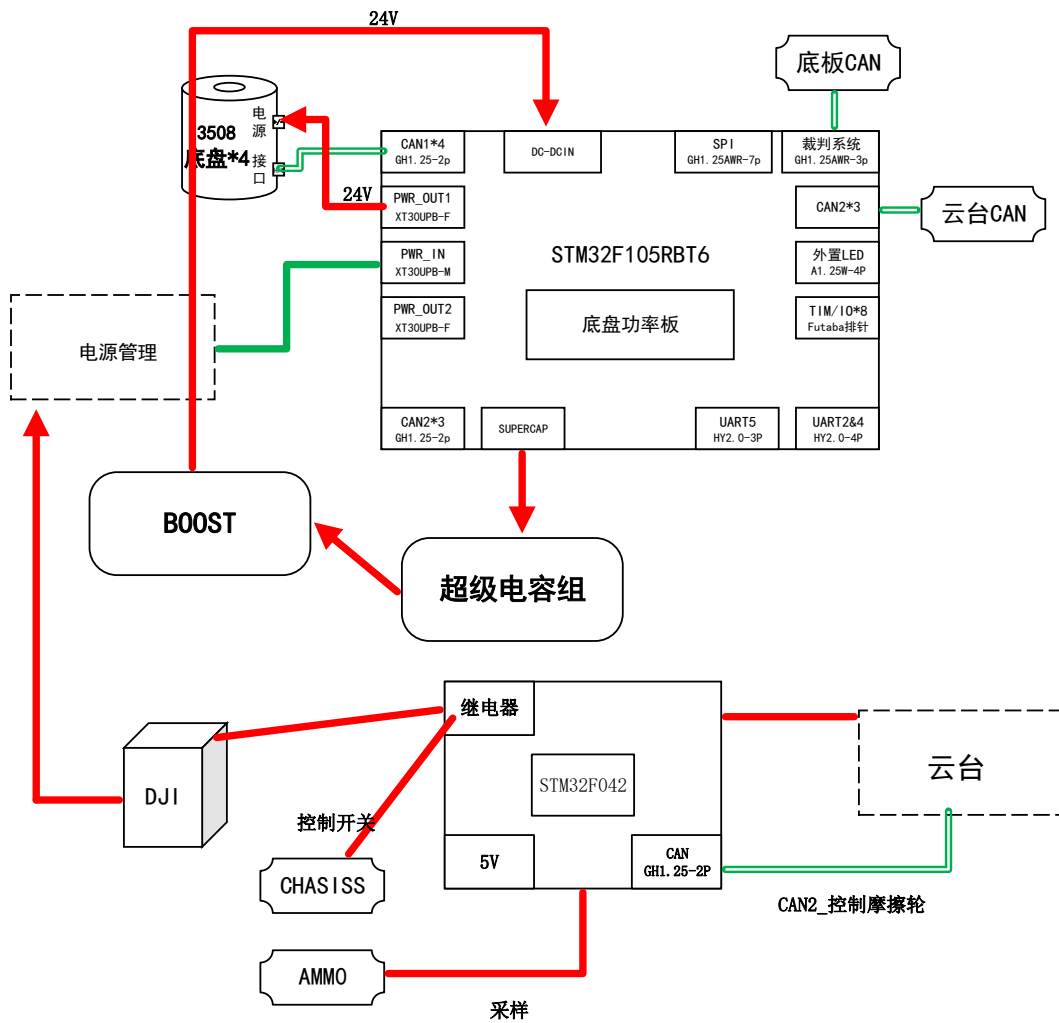 24V
底板CAN
电
源
3508
底盘*4
接
口
CAN1*4
GH1.25-2p
DC-DCIN
SPI
GH1.25AWR-7p
裁判系统
GH1.25AWR-3p
24V
PWR_OUT1
XT30UPB-F
CAN2*3
云台CAN
PWR_IN
XT30UPB-M
STM32F105RBT6
外置LED
A1.25W-4P
PWR_OUT2
XT30UPB-F
底盘功率板
TIM/IO*8
Futaba排针
电源管理
CAN2*3
GH1.25-2p
SUPERCAP
UART5
HY2.0-3P
UART2&4
HY2.0-4P
BOOST
超级电容组
继电器
云台
STM32F042
DJI
控制开关
5V
CAN
GH1.25-2P
CHASISS
CAN2_控制摩擦轮
AMMO
采样